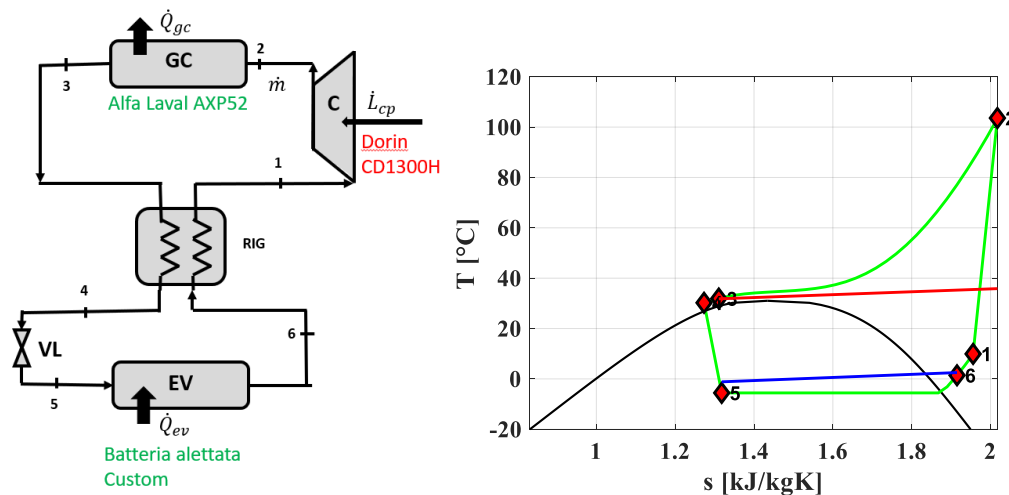 Q̇gc
GC
2
3
Alfa Laval AXP52
ṁ
C
L̇cp
Dorin
CD1300H
1
RIG
4
6
VL
5
EV
Q̇ev
Batteria alettata
Custom
120
100
80
60
40
20
0
-20
T [°C]
1
1.2
1.4
1.6
1.8
2
s [kJ/kgK]
2
3
1
6
5